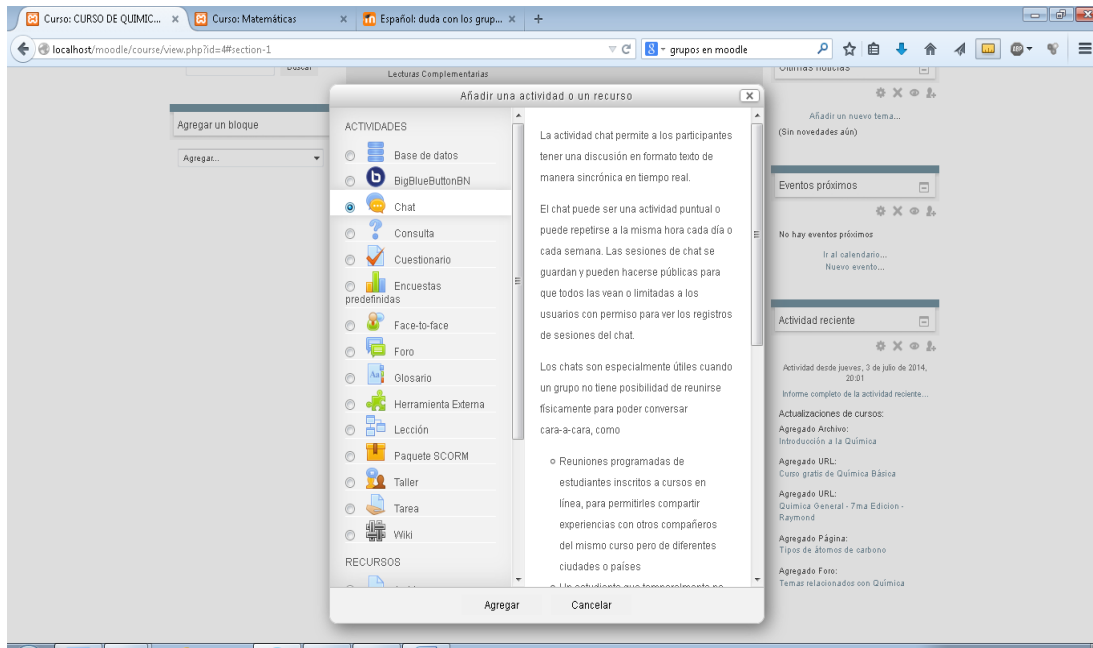 Curso: CURSO DE QUIMIC...
Curso: Matemáticas
Español: duda con los grup...
localhost/moodle/course/view.php?id=4#section-1
grupos en moodle
Buscar
Lecturas Complementarias
Últimas noticias
Añadir un nuevo tema...
(Sin novedades aún)
Agregar un bloque
Agregar...
Añadir una actividad o un recurso
ACTIVIDADES
Base de datos
BigBlueButtonBN
Chat
Consulta
Cuestionario
Encuestas
predefinidas
Face-to-face
Foro
Glosario
Herramienta Externa
Lección
Paquete SCORM
Taller
Tarea
Wiki
RECURSOS
La actividad chat permite a los participantes
tener una discusión en formato texto de
manera sincrónica en tiempo real.
El chat puede ser una actividad puntual o
puede repetirse a la misma hora cada día o
cada semana. Las sesiones de chat se
guardan y pueden hacerse públicas para
que todos las vean o limitadas a los
usuarios con permiso para ver los registros
de sesiones del chat.
Los chats son especialmente útiles cuando
un grupo no tiene posibilidad de reunirse
físicamente para poder conversar
cara-a-cara, como
Reuniones programadas de
estudiantes inscritos a cursos en
línea, para permitirles compartir
experiencias con otros compañeros
del mismo curso pero de diferentes
ciudades o países
Un estudiante que temporalmente no
Agregar
Cancelar
Eventos próximos
No hay eventos próximos
Ir al calendario...
Nuevo evento...
Actividad reciente
Actividad desde jueves, 3 de julio de 2014,
20:01
Informe completo de la actividad reciente...
Actualizaciones de cursos:
Agregado Archivo:
Introducción a la Química
Agregado URL:
Curso gratis de Química Básica
Agregado URL:
Quimica General - 7ma Edicion -
Raymond
Agregado Página:
Tipos de átomos de carbono
Agregado Foro:
Temas relacionados con Química